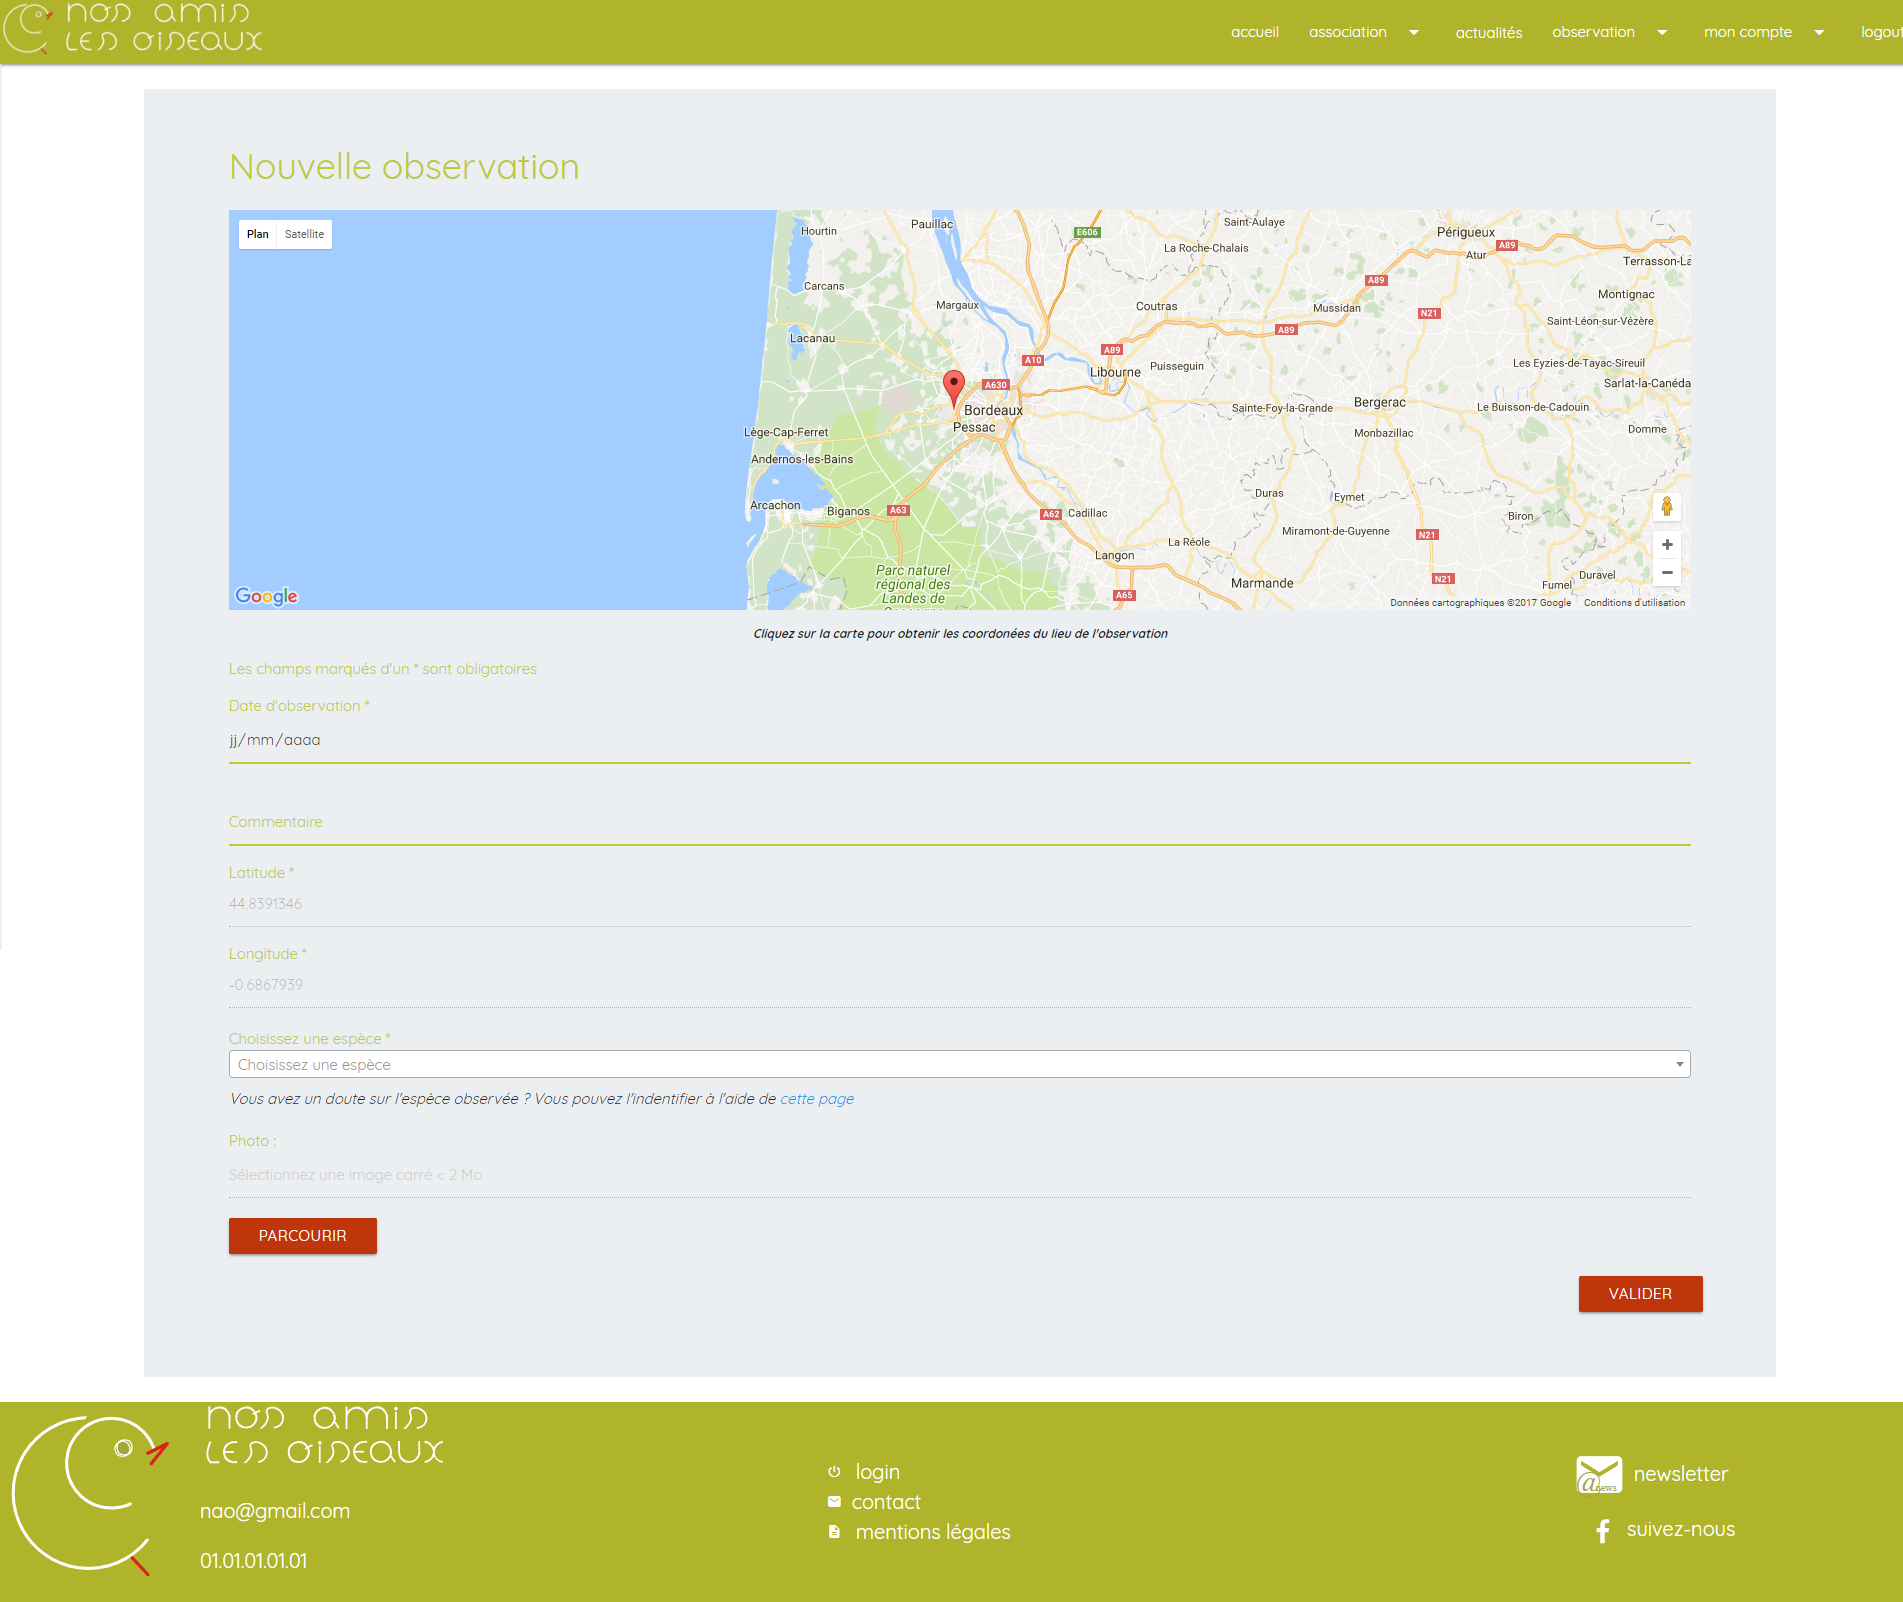 nos amis
les oiseaux
accueil association actualités observation mon compte logout
Nouvelle observation
Plan Satellite
Hourtin
Pauillac
E606
Saint-Aulaye
La Roche-Chalais
Périgueux
A89
Atur
Terrasson-La
Carcans
Margaux
Coutras
A89
Mussidan
N21
Montignac
Saint-Léon-sur-Vézère
Lacanau
A10
A89
A89
Libourne
Puisseguin
Les Eyzies-de-Tayac-Sireuil
Sarlat-la-Canéda
A630
Bordeaux
Pessac
Sainte-Foy-la-Grande
Bergerac
Le Buisson-de-Cadouin
Monbazillac
Domme
Lège-Cap-Ferret
Andernos-les-Bains
Arcachon
Biganos
A63
A62
Cadillac
Duras
Eymet
Biron
Miramont-de-Guyenne
N21
La Réole
Langon
Marmande
N21
Fumel
Duravel
Parc naturel
régional des
Landes de
A65
Google
Données cartographiques ©2017 Google Conditions d'utilisation
Cliquez sur la carte pour obtenir les coordonées du lieu de l'observation
Les champs marqués d'un * sont obligatoires
Date d'observation *
jj/mm/aaaa
Commentaire
Latitude *
44.8391346
Longitude *
-0.6867939
Choisissez une espèce *
Choisissez une espèce
Vous avez un doute sur l'espèce observée ? Vous pouvez l'indentifier à l'aide de cette page
Photo :
Sélectionnez une image carré < 2 Mo
PARCOURIR
VALIDER
nos amis
les oiseaux
nao@gmail.com
01.01.01.01.01
login
contact
mentions légales
@news newsletter
f suivez-nous